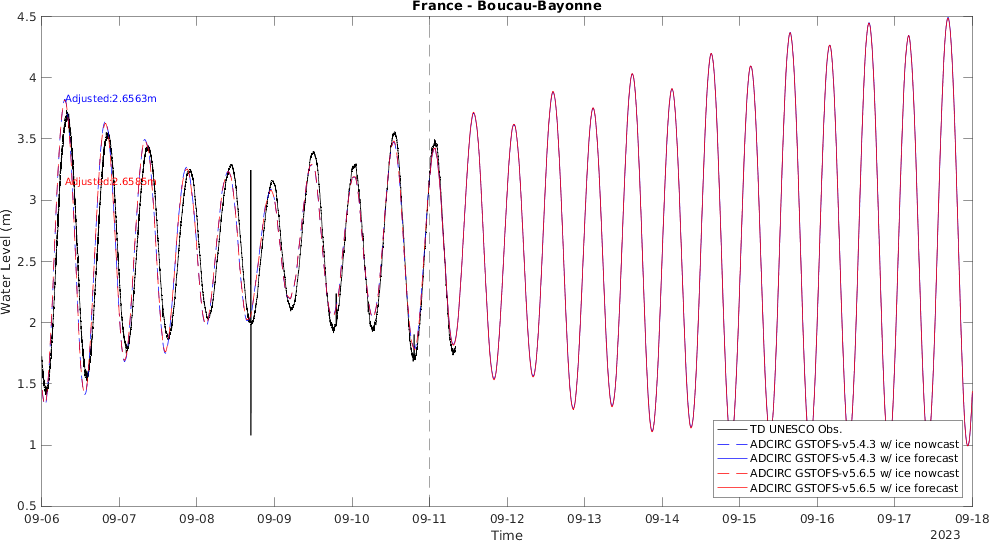 France - Boucau-Bayonne
Water Level (m)
4.5
4
3.5
3
2.5
2
1.5
1
0.5
Adjusted:2.6563m
Adjusted:2.6585m
TD UNESCO Obs.
ADCIRC GSTOFS-v5.4.3 w/ ice nowcast
ADCIRC GSTOFS-v5.4.3 w/ ice forecast
ADCIRC GSTOFS-v5.6.5 w/ ice nowcast
ADCIRC GSTOFS-v5.6.5 w/ ice forecast
09-06 09-07 09-08 09-09 09-10 09-11 09-12 09-13 09-14 09-15 09-16 09-17 09-18
Time
2023